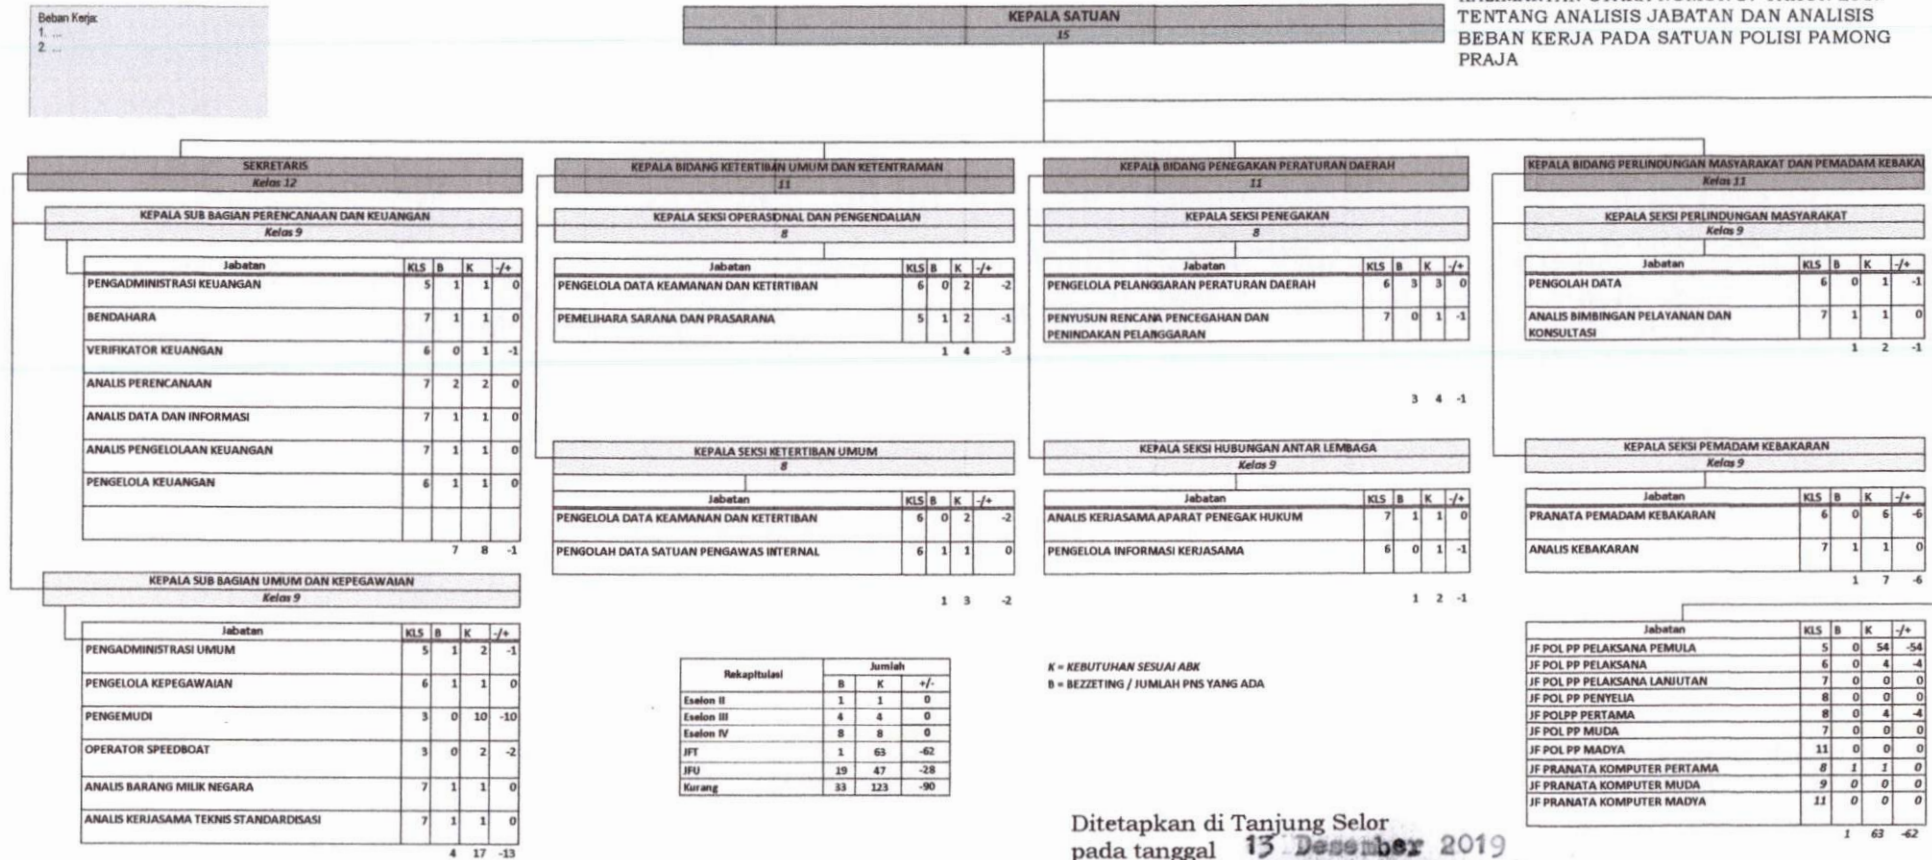 Beban Kerja:
1. ...
2. ...
KEPALA SATUAN
15
TENTANG ANALISIS JABATAN DAN ANALISIS
BEBAN KERJA PADA SATUAN POLISI PAMONG
PRAJA
SEKRETARIS
Kelas 12
KEPALA SUB BAGIAN PERENCANAAN DAN KEUANGAN
Kelas 9
Jabatan KLS B K -/+
PENGADMINISTRASI KEUANGAN 5 1 1 0
BENDAHARA 7 1 1 0
VERIFIKATOR KEUANGAN 6 0 1 -1
ANALIS PERENCANAAN 7 2 2 0
ANALIS DATA DAN INFORMASI 7 1 1 0
ANALIS PENGELOLAAN KEUANGAN 7 1 1 0
PENGELOLA KEUANGAN 6 1 1 0
7 8 -1
KEPALA SUB BAGIAN UMUM DAN KEPEGAWAIAN
Kelas 9
Jabatan KLS B K -/+
PENGADMINISTRASI UMUM 5 1 2 -1
PENGELOLA KEPEGAWAIAN 6 1 1 0
PENGEMUDI 3 0 10 -10
OPERATOR SPEEDBOAT 3 0 2 -2
ANALIS BARANG MILIK NEGARA 7 1 1 0
ANALIS KERJASAMA TEKNIS STANDARDISASI 7 1 1 0
4 17 -13
KEPALA BIDANG KETERTIBAN UMUM DAN KETENTRAMAN
11
KEPALA SEKSI OPERASIONAL DAN PENGENDALIAN
8
Jabatan KLS B K -/+
PENGELOLA DATA KEAMANAN DAN KETERTIBAN 6 0 2 -2
PEMELIHARA SARANA DAN PRASARANA 5 1 2 -1
1 4 -3
KEPALA SEKSI KETERTIBAN UMUM
8
Jabatan KLS B K -/+
PENGELOLA DATA KEAMANAN DAN KETERTIBAN 6 0 2 -2
PENGOLAH DATA SATUAN PENGAWAS INTERNAL 6 1 1 0
1 3 -2
Rekapitulasi Jumlah
B K +/-
Eselon II 1 1 0
Eselon III 4 4 0
Eselon IV 8 8 0
JFT 1 63 -62
JFU 19 47 -28
Kurang 33 123 -90
KEPALA BIDANG PENEGAKAN PERATURAN DAERAH
11
KEPALA SEKSI PENEGAKAN
8
Jabatan KLS B K -/+
PENGELOLA PELANGGARAN PERATURAN DAERAH 6 3 3 0
PENYUSUN RENCANA PENCEGAHAN DAN 7 0 1 -1
PENINDAKAN PELANGGARAN
3 4 -1
KEPALA SEKSI HUBUNGAN ANTAR LEMBAGA
Kelas 9
Jabatan KLS B K -/+
ANALIS KERJASAMA APARAT PENEGAK HUKUM 7 1 1 0
PENGELOLA INFORMASI KERJASAMA 6 0 1 -1
1 2 -1
K = KEBUTUHAN SESUAI ABK
B = BEZZETING / JUMLAH PNS YANG ADA
KEPALA BIDANG PERLINDUNGAN MASYARAKAT DAN PEMADAM KEBAKA
Kelas 11
KEPALA SEKSI PERLINDUNGAN MASYARAKAT
Kelas 9
Jabatan KLS B K -/+
PENGOLAH DATA 6 0 1 -1
ANALIS BIMBINGAN PELAYANAN DAN 7 1 1 0
KONSULTASI
1 2 -1
KEPALA SEKSI PEMADAM KEBAKARAN
Kelas 9
Jabatan KLS B K -/+
PRANATA PEMADAM KEBAKARAN 6 0 6 -6
ANALIS KEBAKARAN 7 1 1 0
1 7 -6
Jabatan KLS B K -/+
JF POL PP PELAKSANA PEMULA 5 0 54 -54
JF POL PP PELAKSANA 6 0 4 -4
JF POL PP PELAKSANA LANJUTAN 7 0 0 0
JF POL PP PENYELIA 8 0 0 0
JF POLPP PERTAMA 8 0 4 -4
JF POL PP MUDA 7 0 0 0
JF POL PP MADYA 11 0 0 0
JF PRANATA KOMPUTER PERTAMA 8 1 1 0
JF PRANATA KOMPUTER MUDA 9 0 0 0
JF PRANATA KOMPUTER MADYA 11 0 0 0
1 63 -62
Ditetapkan di Tanjung Selor
pada tanggal 13 Desember 2019